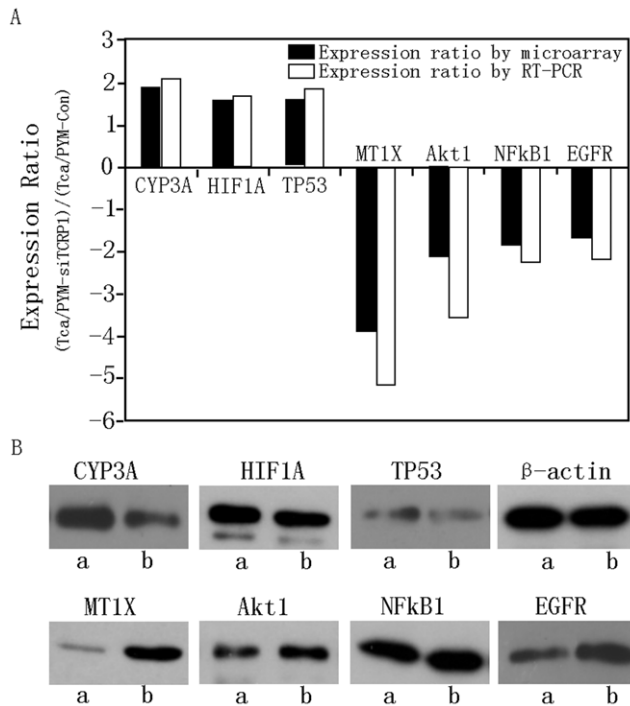 A
Expression Ratio
(Tca/PYM-siTCRP1)/(Tca/PYM-Con)
3
2
1
0
-1
-2
-3
-4
-5
-6
Expression ratio by microarray
Expression ratio by RT-PCR
MT1X Akt1 NFkB1 EGFR
CYP3A HIF1A TP53
B
CYP3A HIF1A TP53 β-actin
a b a b a b a b
MT1X Akt1 NFkB1 EGFR
a b a b a b a b